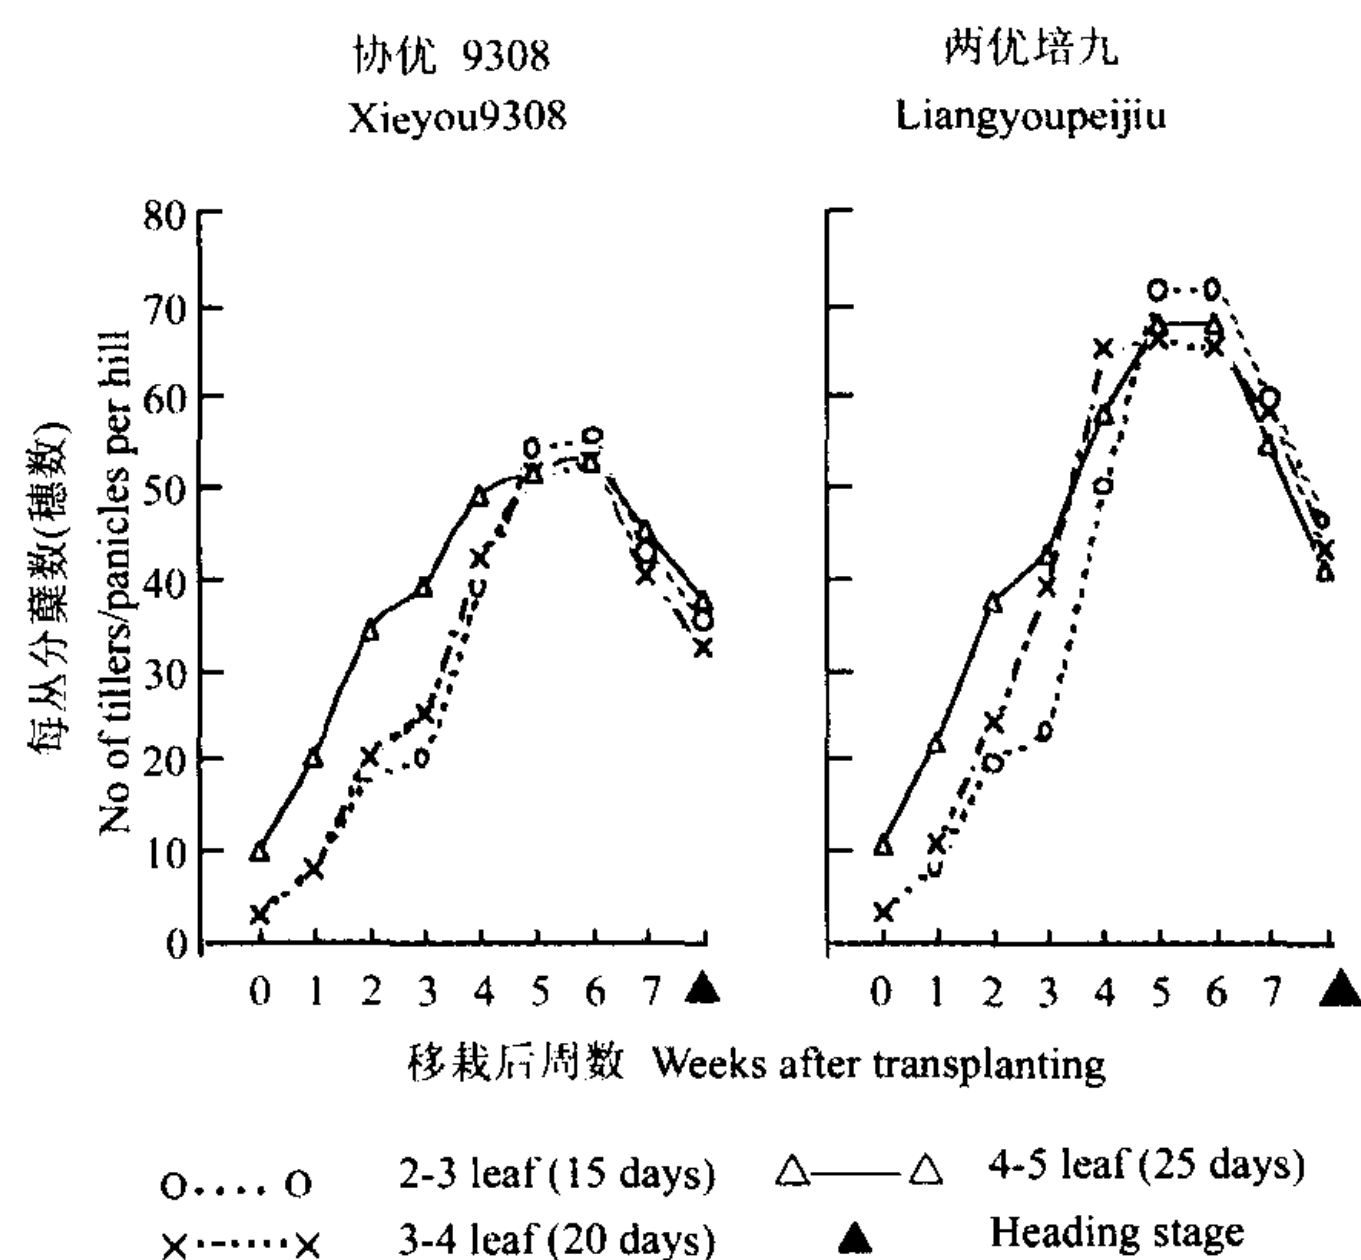 协优 9308
Xieyou9308
两优培九
Liangyoupeijiu
每从分蘖数(穗数)
No of tillers/panicles per hill
80
70
60
50
40
30
20
10
0
0 1 2 3 4 5 6 7
0 1 2 3 4 5 6 7
移栽后周数 Weeks after transplanting
2-3 leaf (15 days)
4-5 leaf (25 days)
3-4 leaf (20 days)
Heading stage